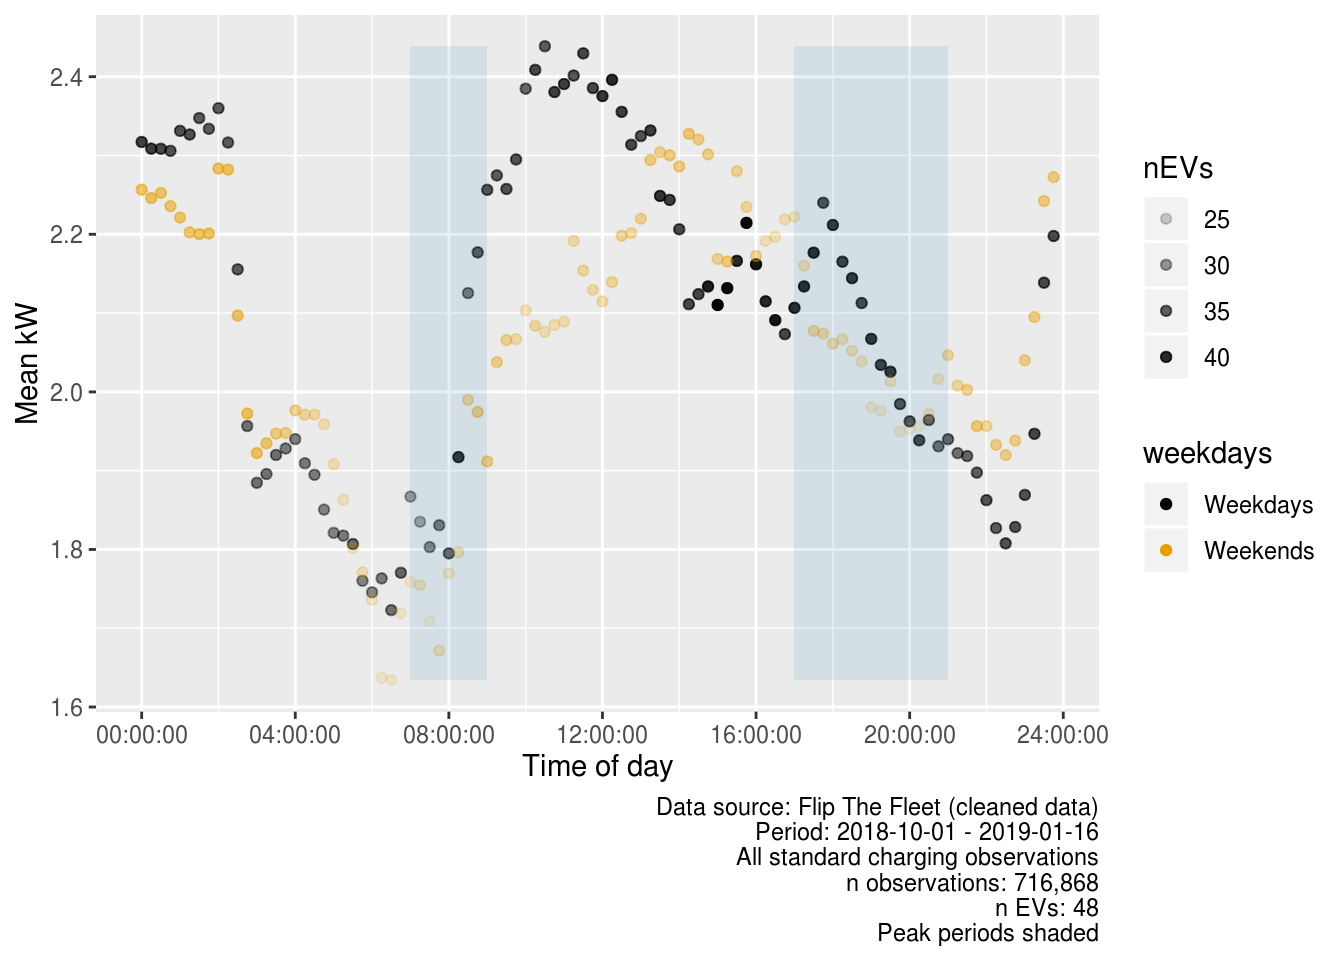 2.4
2.2
2.0
1.8
1.6
Mean kW
00:00:00
04:00:00
08:00:00
12:00:00
16:00:00
20:00:00
24:00:00
Time of day
nEVs
25
30
35
40
weekdays
Weekdays
Weekends
Data source: Flip The Fleet (cleaned data)
Period: 2018-10-01 - 2019-01-16
All standard charging observations
n observations: 716,868
n EVs: 48
Peak periods shaded